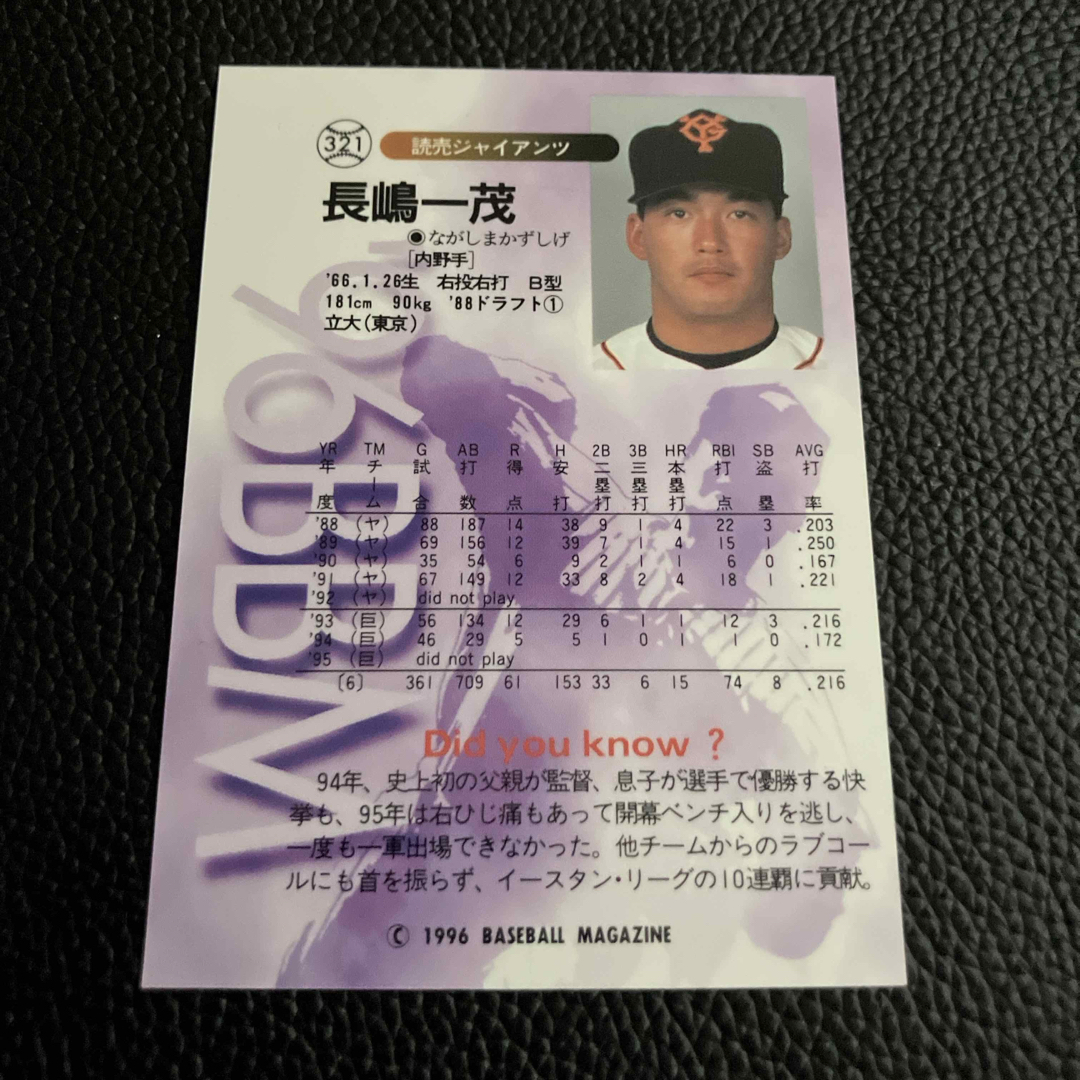 321 読売ジャイアンツ
長嶋一茂
◉ながしまかずしげ
[内野手]
'66.1.26生 右投右打 B型
181cm 90kg '88ドラフト①
立大(東京)
'96BBM
YR TM G AB R H 2B 3B HR RBI SB AVG
年度 チーム 試合 打数 得点 安打 二塁打 三塁打 本塁打 打点 盗塁 打率
'88 (ヤ) 88 187 14 38 9 1 4 22 3 .203
'89 (ヤ) 69 156 12 39 7 1 4 15 1 .250
'90 (ヤ) 35 54 6 9 2 1 1 6 0 .167
'91 (ヤ) 67 149 12 33 8 2 4 18 1 .221
'92 (ヤ) did not play
'93 (巨) 56 134 12 29 6 1 1 12 3 .216
'94 (巨) 46 29 5 5 1 0 1 1 0 .172
'95 (巨) did not play
〔6〕 361 709 61 153 33 6 15 74 8 .216
Did you know ?
94年、史上初の父親が監督、息子が選手で優勝する快
挙も、95年は右ひじ痛もあって開幕ベンチ入りを逃し、
一度も一軍出場できなかった。他チームからのラブコー
ルにも首を振らず、イースタン・リーグの10連覇に貢献。
© 1996 BASEBALL MAGAZINE